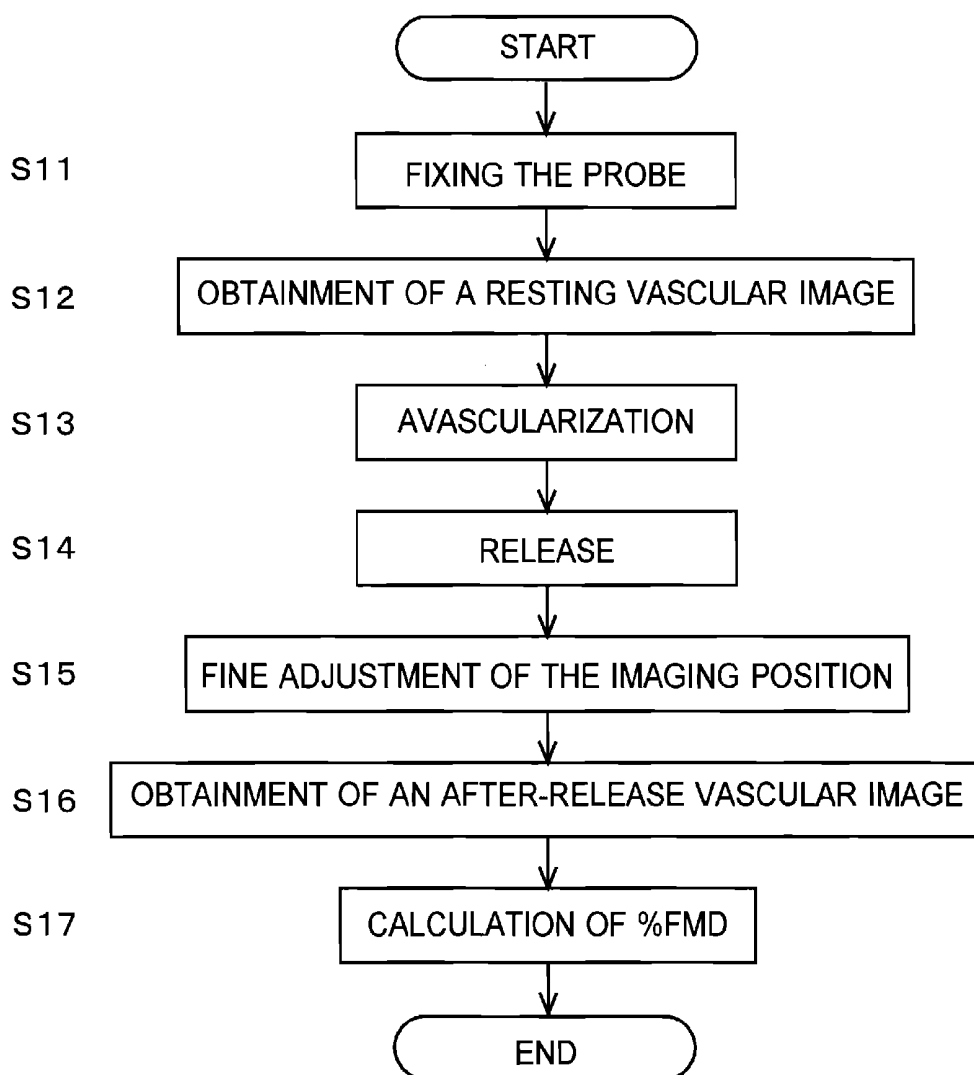 START
S11 FIXING THE PROBE
S12 OBTAINMENT OF A RESTING VASCULAR IMAGE
S13 AVASCULARIZATION
S14 RELEASE
S15 FINE ADJUSTMENT OF THE IMAGING POSITION
S16 OBTAINMENT OF AN AFTER-RELEASE VASCULAR IMAGE
S17 CALCULATION OF %FMD
END